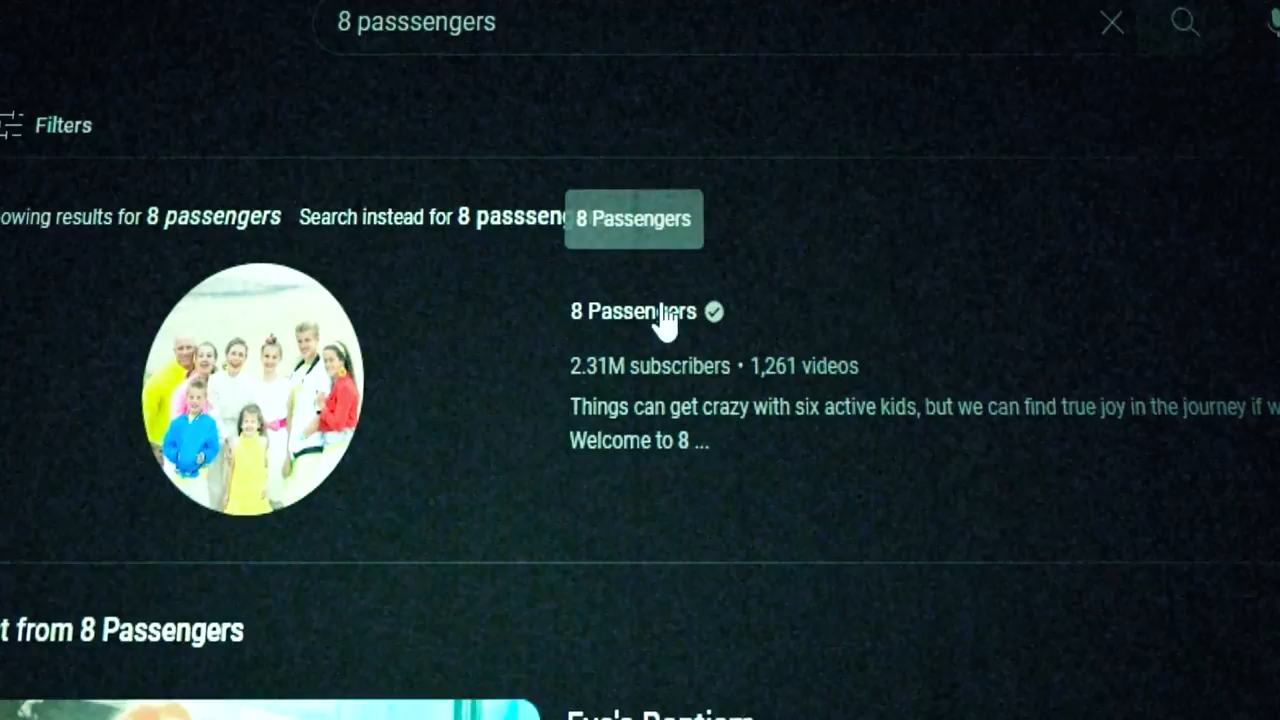 8 passsengers
Filters
owing results for 8 passengers Search instead for 8 passseng
8 Passengers
8 Passengers
2.31M subscribers • 1,261 videos
Things can get crazy with six active kids, but we can find true joy in the journey if w
Welcome to 8 ...
t from 8 Passengers